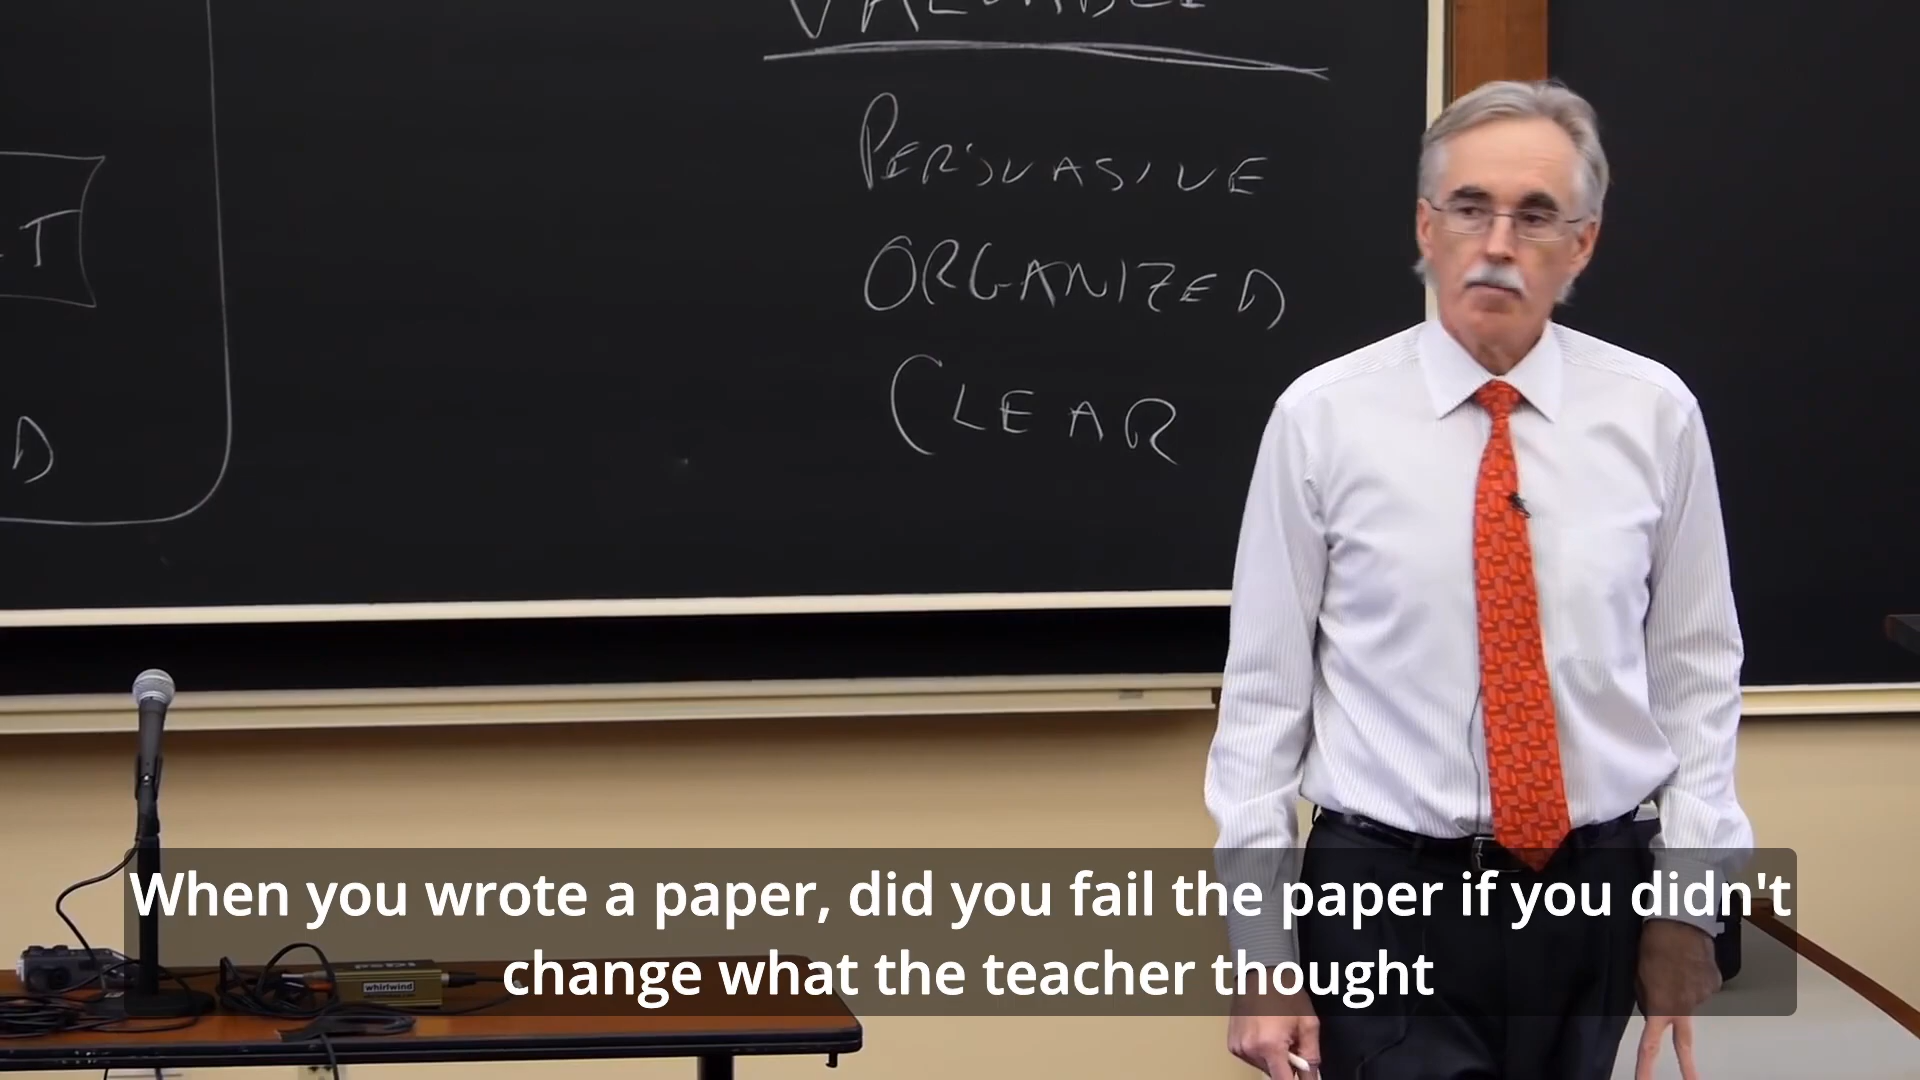 VALUABLE
PERSUASIVE
ORGANIZED
CLEAR
T
D
whirlwind
When you wrote a paper, did you fail the paper if you didn't
change what the teacher thought